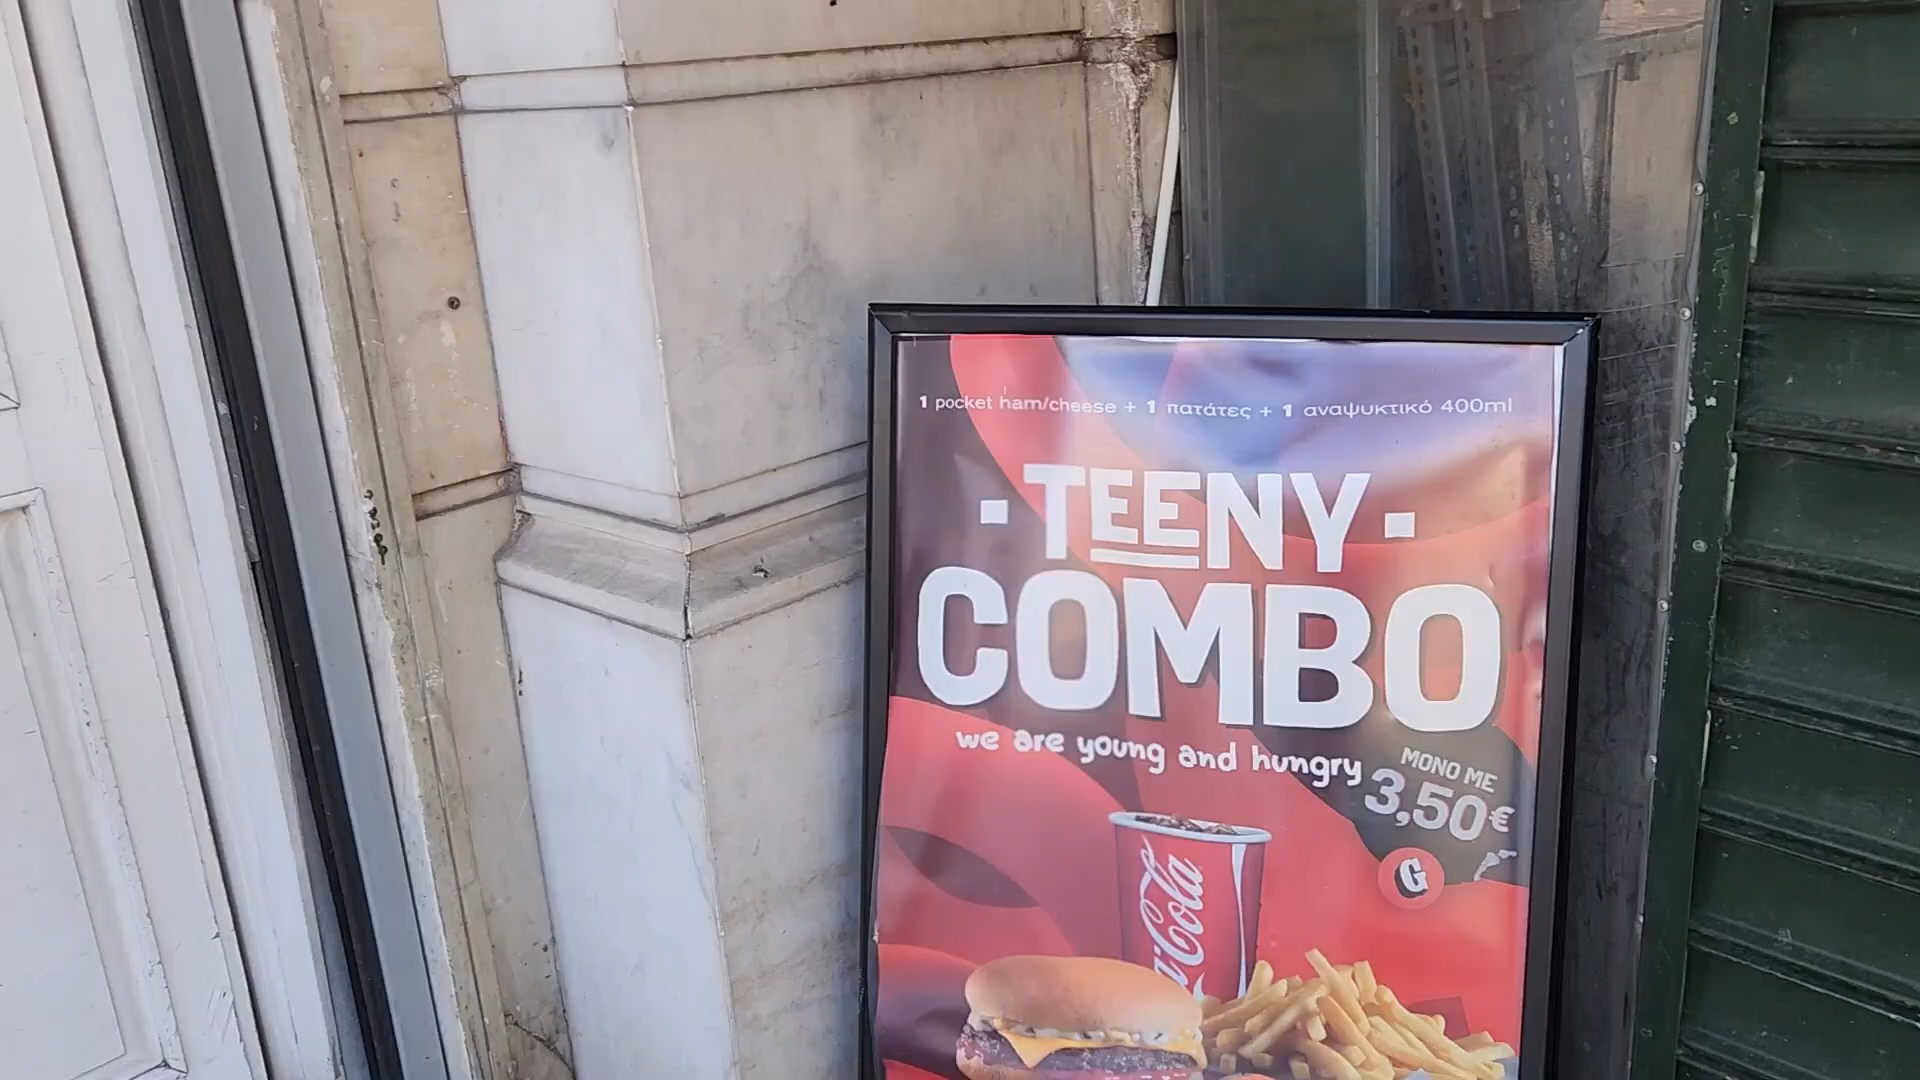 1 pocket ham/cheese + 1 πατάτες + 1 αναψυκτικό 400ml
· TEENY ·
COMBO
we are young and hungry
ΜΟΝΟ ΜΕ
3,50€
G
Cola